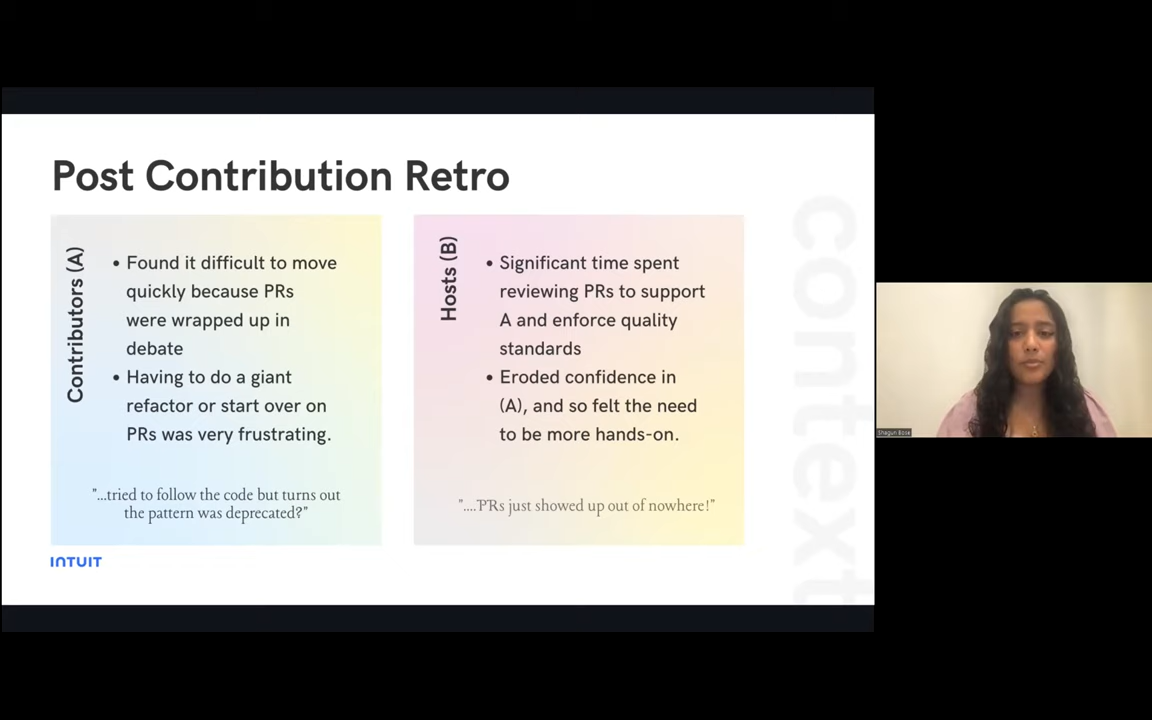 Post Contribution Retro
Contributors (A)
• Found it difficult to move
quickly because PRs
were wrapped up in
debate
• Having to do a giant
refactor or start over on
PRs was very frustrating.
"...tried to follow the code but turns out
the pattern was deprecated?"
Hosts (B)
• Significant time spent
reviewing PRs to support
A and enforce quality
standards
• Eroded confidence in
(A), and so felt the need
to be more hands-on.
"....PRs just showed up out of nowhere!"
INTUIT
context
Shagun Bose